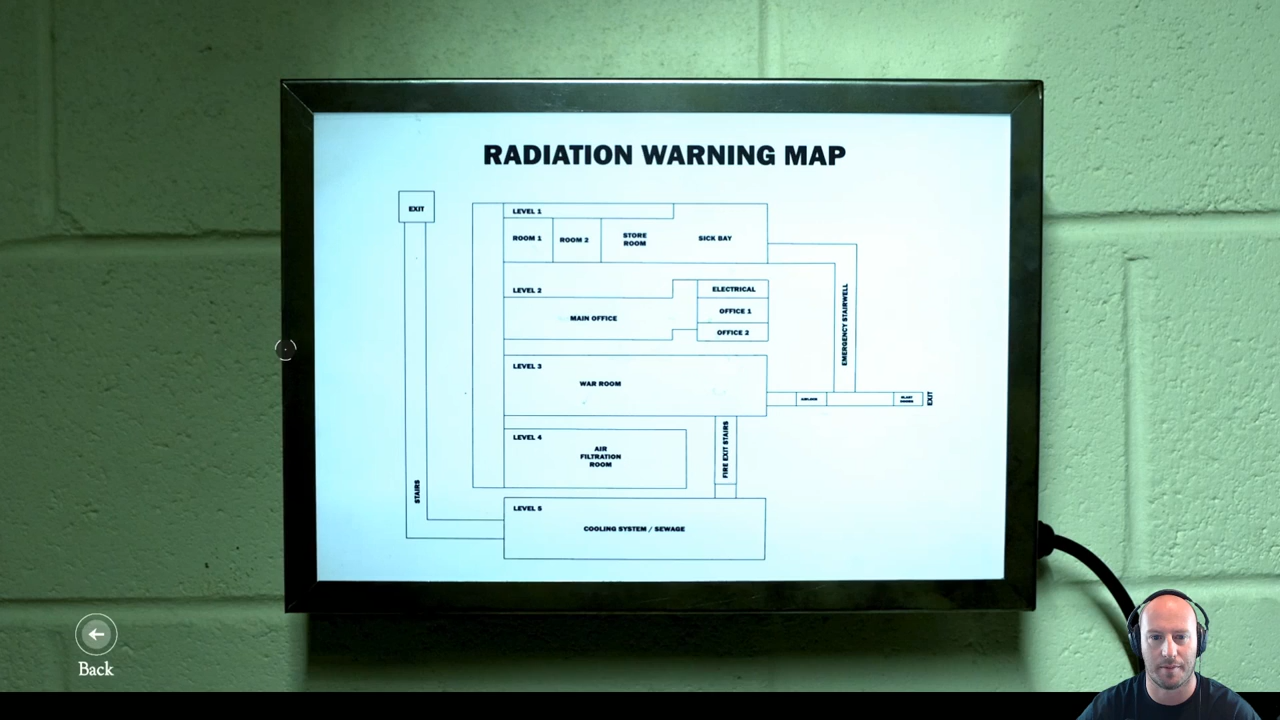 RADIATION WARNING MAP
EXIT
LEVEL 1
ROOM 1
ROOM 2
STORE
ROOM
SICK BAY
LEVEL 2
ELECTRICAL
OFFICE 1
OFFICE 2
MAIN OFFICE
EMERGENCY STAIRWELL
LEVEL 3
WAR ROOM
AIRLOCK
BLAST
DOORS
EXIT
LEVEL 4
AIR
FILTRATION
ROOM
FIRE EXIT STAIRS
STAIRS
LEVEL 5
COOLING SYSTEM / SEWAGE
Back